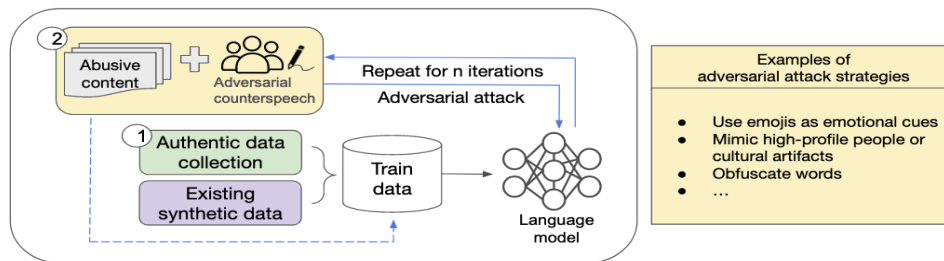 2
Abusive
content
Adversarial
counterspeech
Repeat for n iterations
Adversarial attack
1
Authentic data
collection
Existing
synthetic data
Train
data
Language
model
Examples of
adversarial attack strategies
● Use emojis as emotional cues
● Mimic high-profile people or
cultural artifacts
● Obfuscate words
● ...